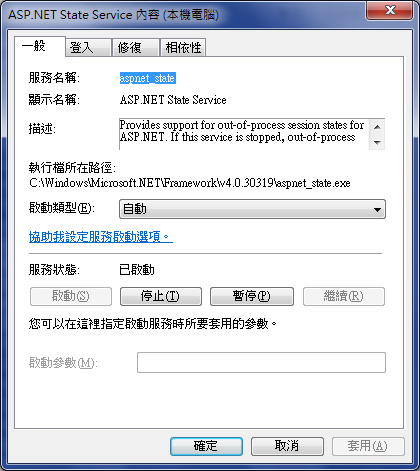 ASP.NET State Service 內容 (本機電腦)
一般 登入 修復 相依性
服務名稱: aspnet_state
顯示名稱: ASP.NET State Service
描述: Provides support for out-of-process session states for
ASP.NET. If this service is stopped, out-of-process
執行檔所在路徑:
C:\Windows\Microsoft.NET\Framework\v4.0.30319\aspnet_state.exe
啟動類型(E): 自動
協助我設定服務啟動選項。
服務狀態: 已啟動
啟動(S) 停止(T) 暫停(P) 繼續(R)
您可以在這裡指定啟動服務時所要套用的參數。
啟動參數(M):
確定 取消 套用(A)